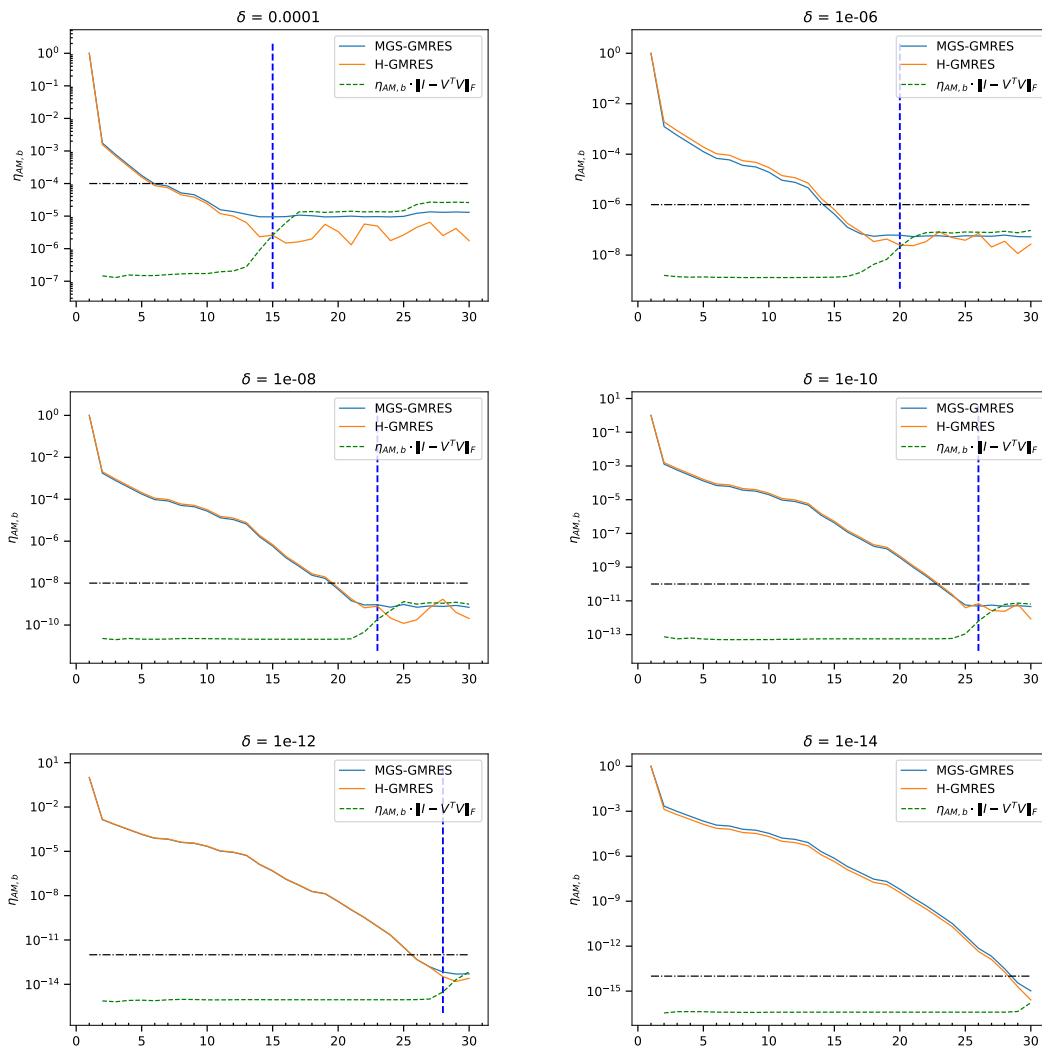 δ = 0.0001
MGS-GMRES
H-GMRES
η_{AM,b} · ‖I − V^T V‖_F
η_{AM,b}
10^0
10^{-1}
10^{-2}
10^{-3}
10^{-4}
10^{-5}
10^{-6}
10^{-7}
0 5 10 15 20 25 30
δ = 1e-06
MGS-GMRES
H-GMRES
η_{AM,b} · ‖I − V^T V‖_F
η_{AM,b}
10^0
10^{-2}
10^{-4}
10^{-6}
10^{-8}
0 5 10 15 20 25 30
δ = 1e-08
MGS-GMRES
H-GMRES
η_{AM,b} · ‖I − V^T V‖_F
η_{AM,b}
10^0
10^{-2}
10^{-4}
10^{-6}
10^{-8}
10^{-10}
0 5 10 15 20 25 30
δ = 1e-10
MGS-GMRES
H-GMRES
η_{AM,b} · ‖I − V^T V‖_F
η_{AM,b}
10^1
10^{-1}
10^{-3}
10^{-5}
10^{-7}
10^{-9}
10^{-11}
10^{-13}
0 5 10 15 20 25 30
δ = 1e-12
MGS-GMRES
H-GMRES
η_{AM,b} · ‖I − V^T V‖_F
η_{AM,b}
10^1
10^{-2}
10^{-5}
10^{-8}
10^{-11}
10^{-14}
0 5 10 15 20 25 30
δ = 1e-14
MGS-GMRES
H-GMRES
η_{AM,b} · ‖I − V^T V‖_F
η_{AM,b}
10^0
10^{-3}
10^{-6}
10^{-9}
10^{-12}
10^{-15}
0 5 10 15 20 25 30